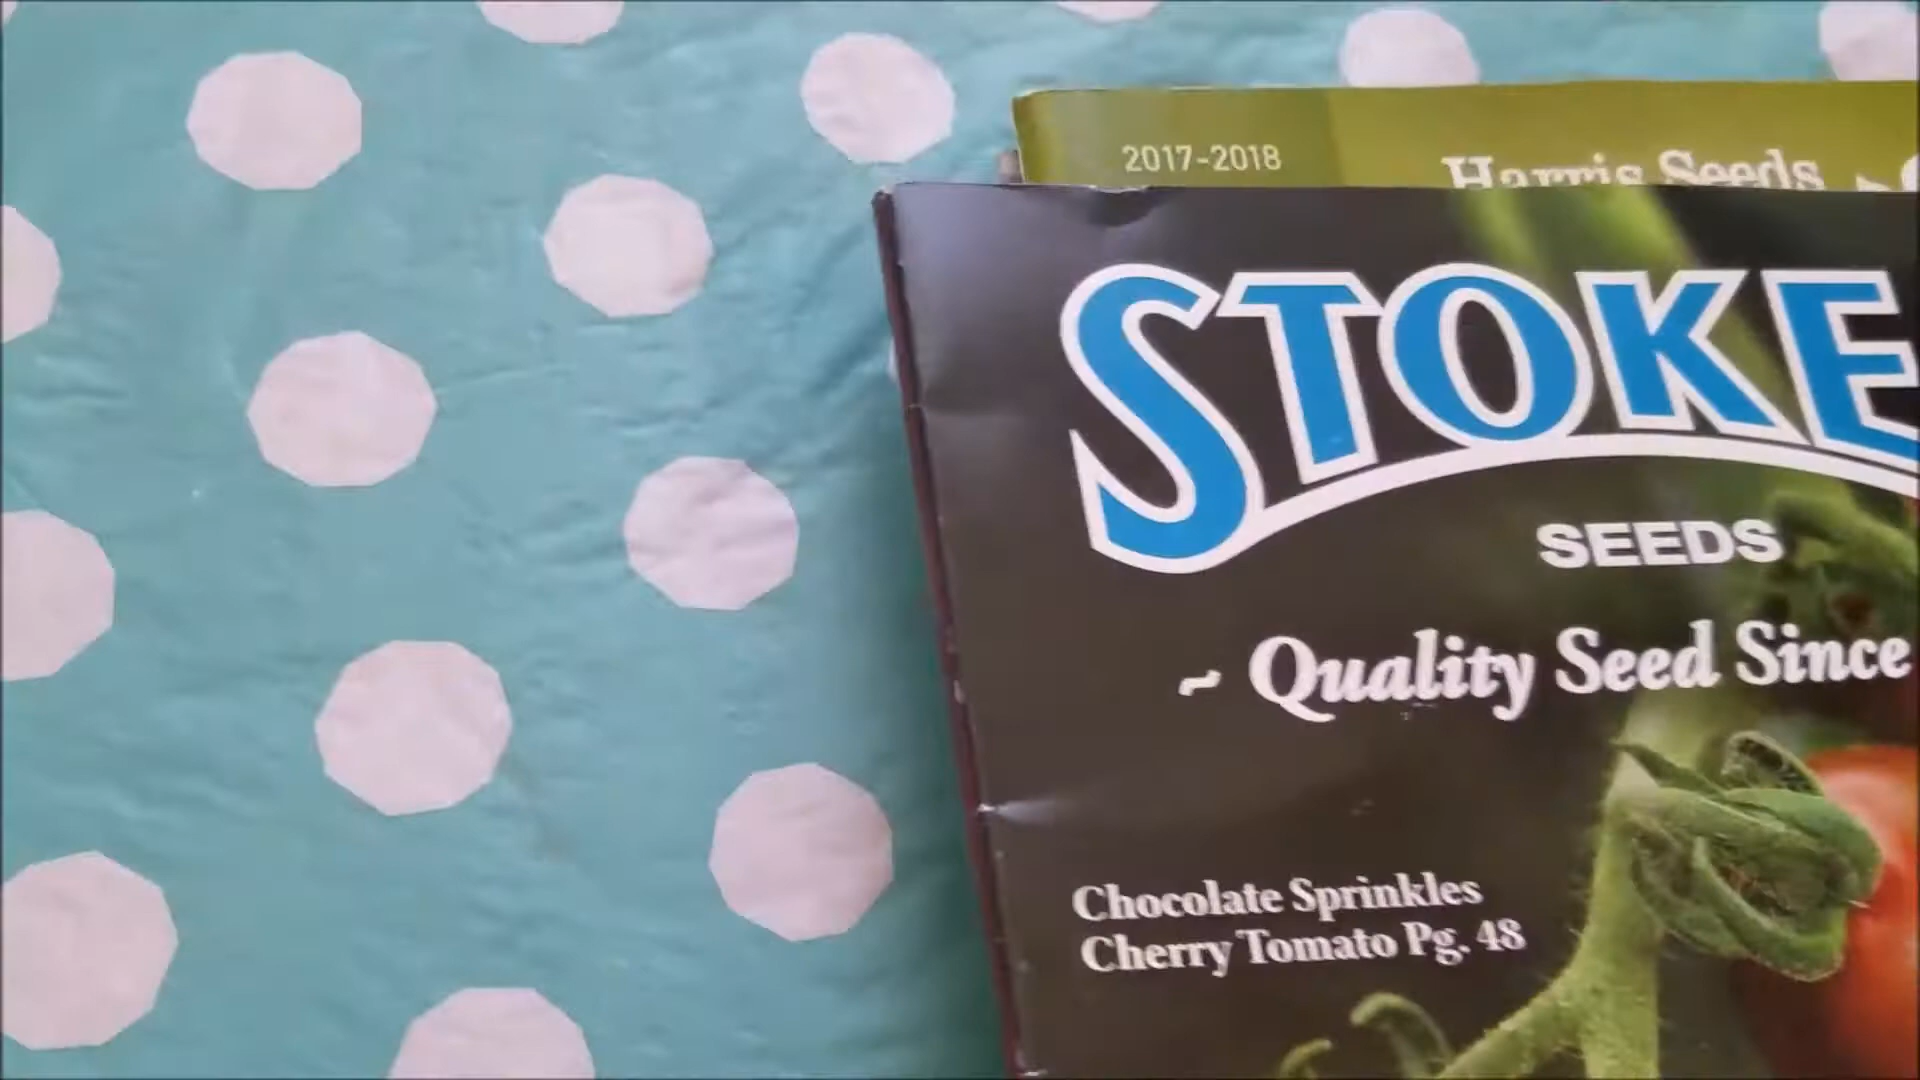 2017-2018
Harris Seeds
STOKE
SEEDS
~ Quality Seed Since
Chocolate Sprinkles
Cherry Tomato Pg. 48